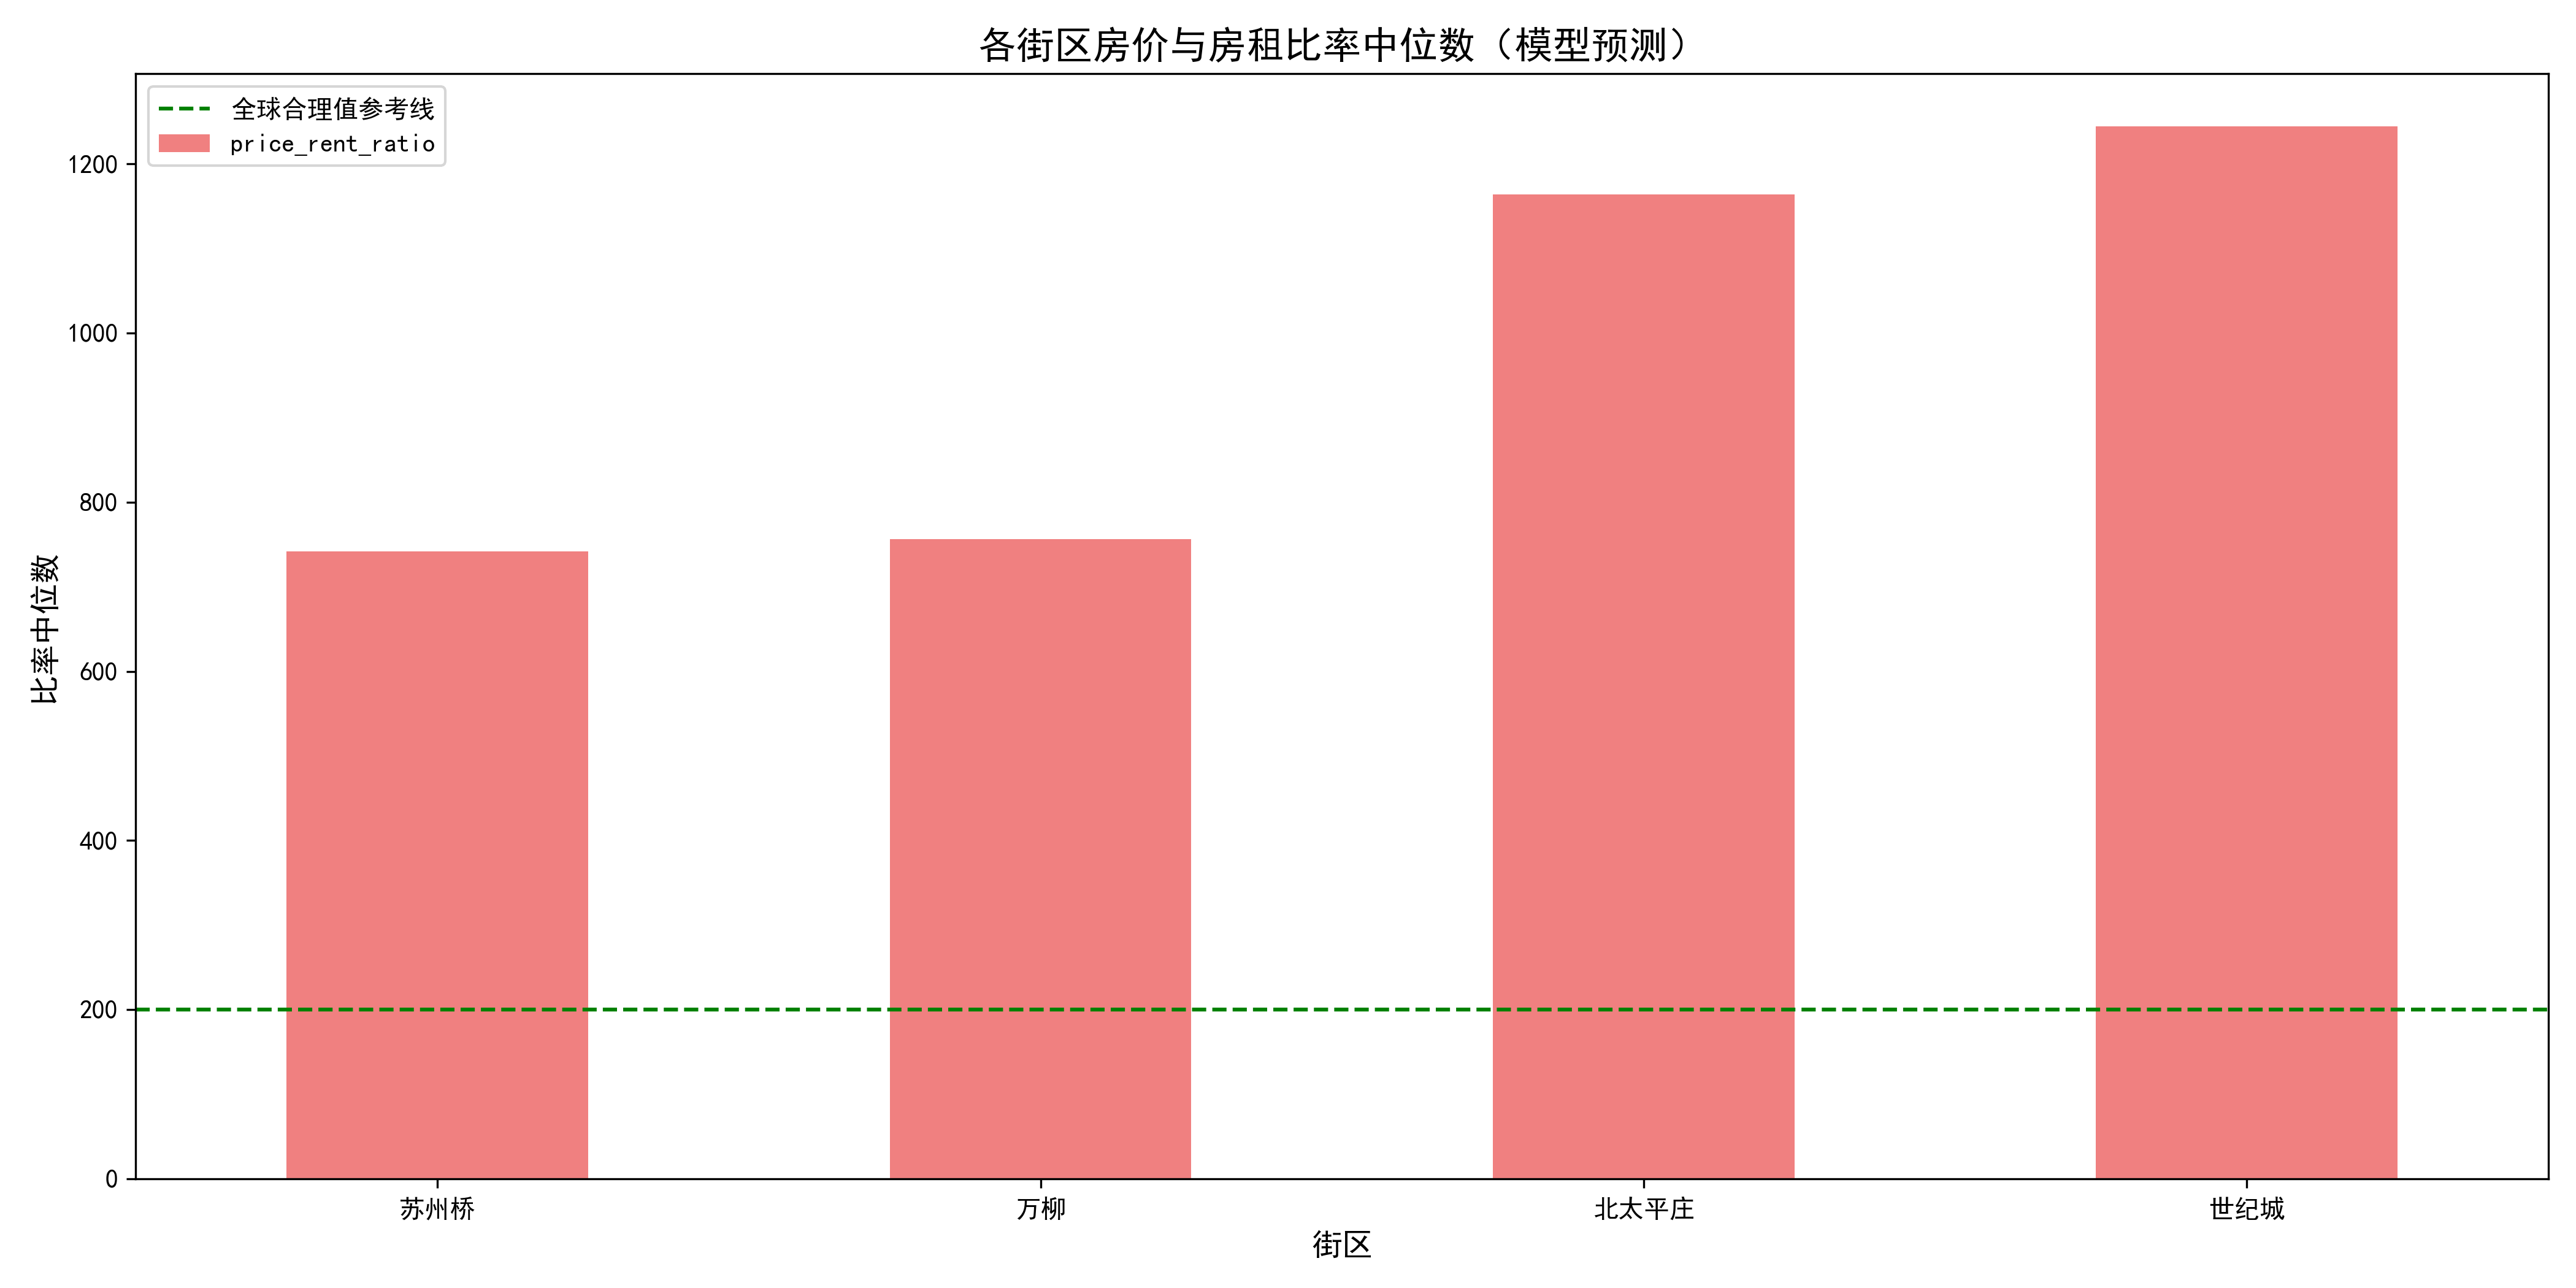 各街区房价与房租比率中位数（模型预测）
全球合理值参考线
price_rent_ratio
比率中位数
1200
1000
800
600
400
200
0
苏州桥 万柳 北太平庄 世纪城
街区